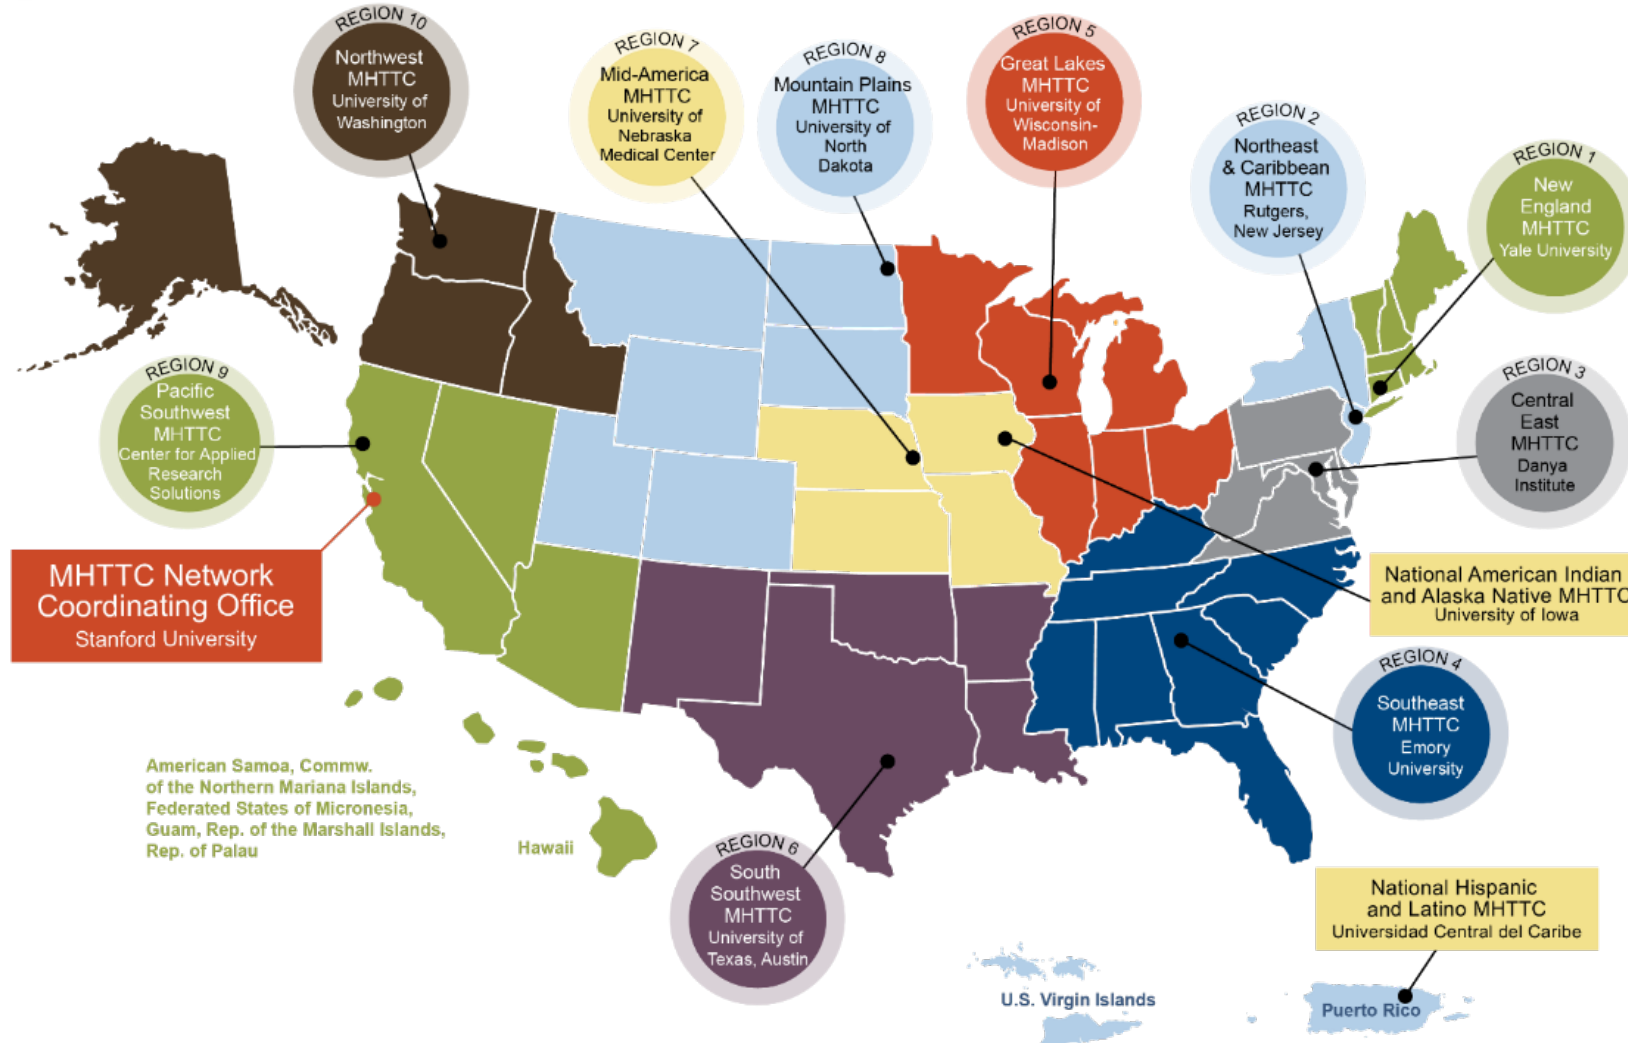 REGION 10
Northwest
MHTTC
University of
Washington
REGION 7
Mid-America
MHTTC
University of
Nebraska
Medical Center
REGION 8
Mountain Plains
MHTTC
University of
North
Dakota
REGION 5
Great Lakes
MHTTC
University of
Wisconsin-
Madison
REGION 2
Northeast
& Caribbean
MHTTC
Rutgers,
New Jersey
REGION 1
New
England
MHTTC
Yale University
REGION 9
Pacific
Southwest
MHTTC
Center for Applied
Research
Solutions
REGION 3
Central
East
MHTTC
Danya
Institute
MHTTC Network
Coordinating Office
Stanford University
National American Indian
and Alaska Native MHTTC
University of Iowa
REGION 4
Southeast
MHTTC
Emory
University
American Samoa, Commw.
of the Northern Mariana Islands,
Federated States of Micronesia,
Guam, Rep. of the Marshall Islands,
Rep. of Palau
Hawaii
REGION 6
South
Southwest
MHTTC
University of
Texas, Austin
National Hispanic
and Latino MHTTC
Universidad Central del Caribe
U.S. Virgin Islands
Puerto Rico